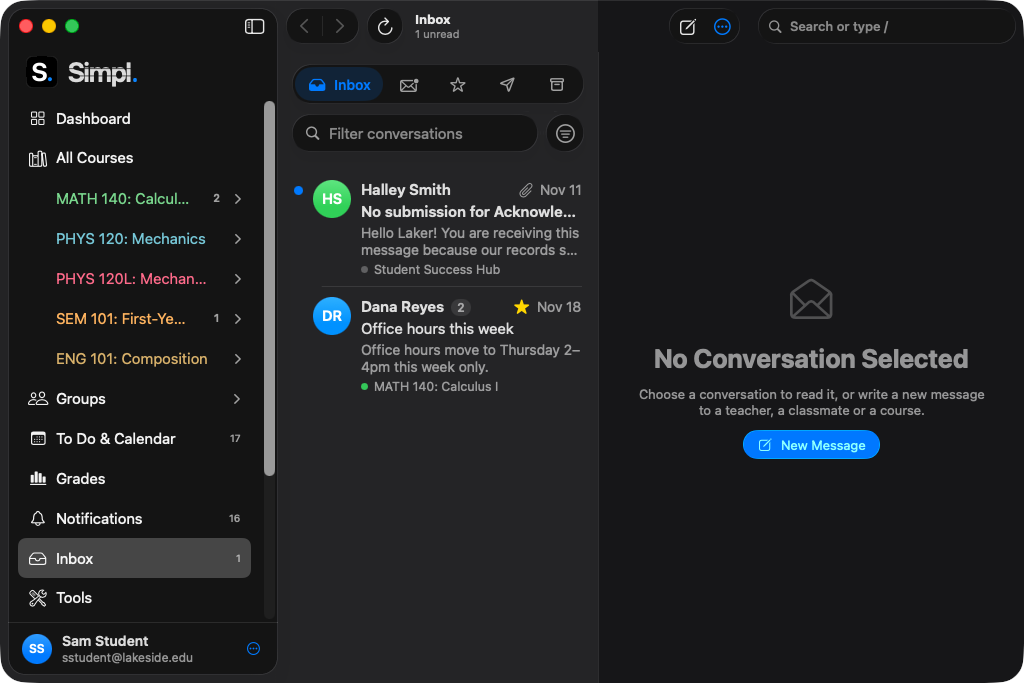 S. Simpl.
Dashboard
All Courses
MATH 140: Calcul... 2
PHYS 120: Mechanics
PHYS 120L: Mechan...
SEM 101: First-Ye... 1
ENG 101: Composition
Groups
To Do & Calendar 17
Grades
Notifications 16
Inbox 1
Tools
SS
Sam Student
sstudent@lakeside.edu
Inbox
1 unread
Inbox
Filter conversations
HS
Halley Smith Nov 11
No submission for Acknowle...
Hello Laker! You are receiving this
message because our records s...
Student Success Hub
DR
Dana Reyes 2 Nov 18
Office hours this week
Office hours move to Thursday 2–
4pm this week only.
MATH 140: Calculus I
Search or type /
No Conversation Selected
Choose a conversation to read it, or write a new message
to a teacher, a classmate or a course.
New Message